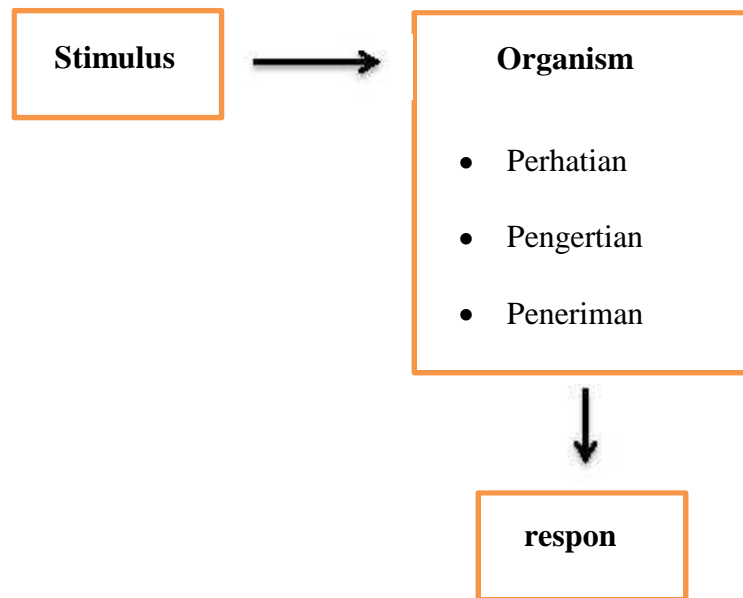 Stimulus
Organism
• Perhatian
• Pengertian
• Peneriman
respon